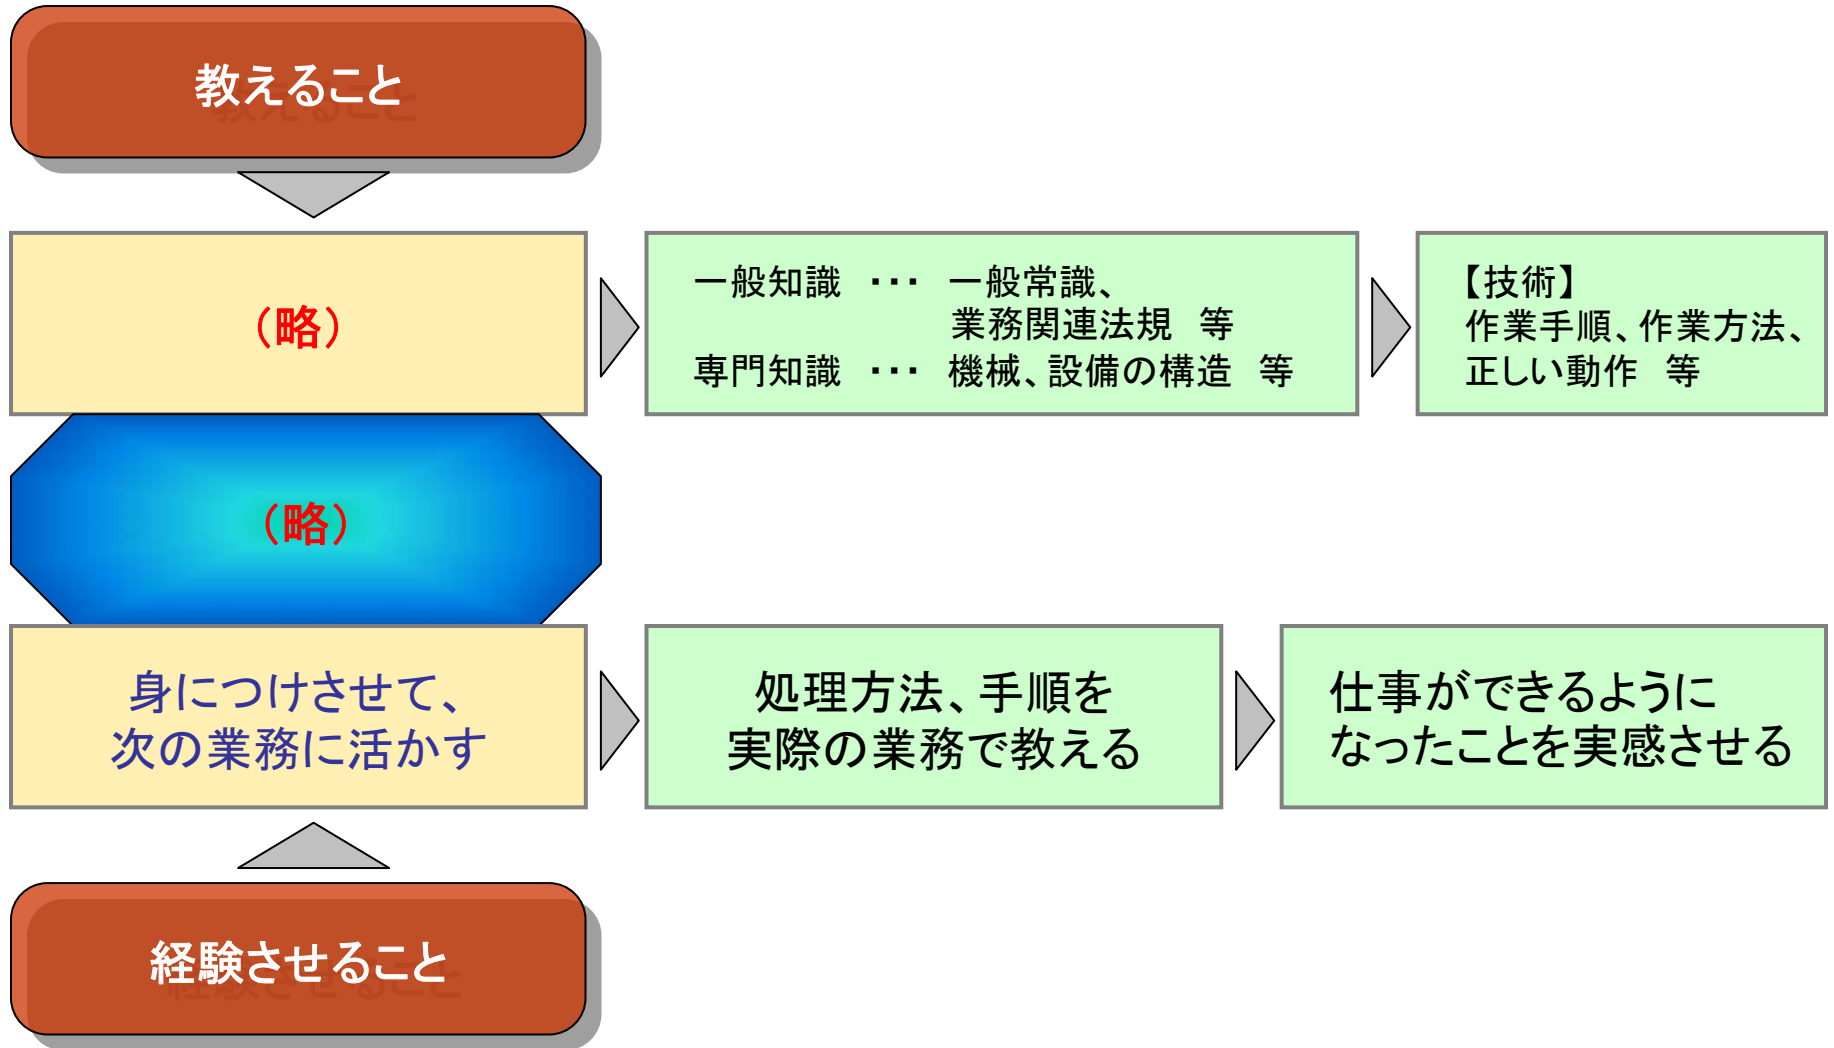 教えること
（略）
一般知識　・・・　一般常識、
業務関連法規　等
専門知識　・・・　機械、設備の構造　等
【技術】
作業手順、作業方法、
正しい動作　等
（略）
身につけさせて、
次の業務に活かす
処理方法、手順を
実際の業務で教える
仕事ができるように
なったことを実感させる
経験させること